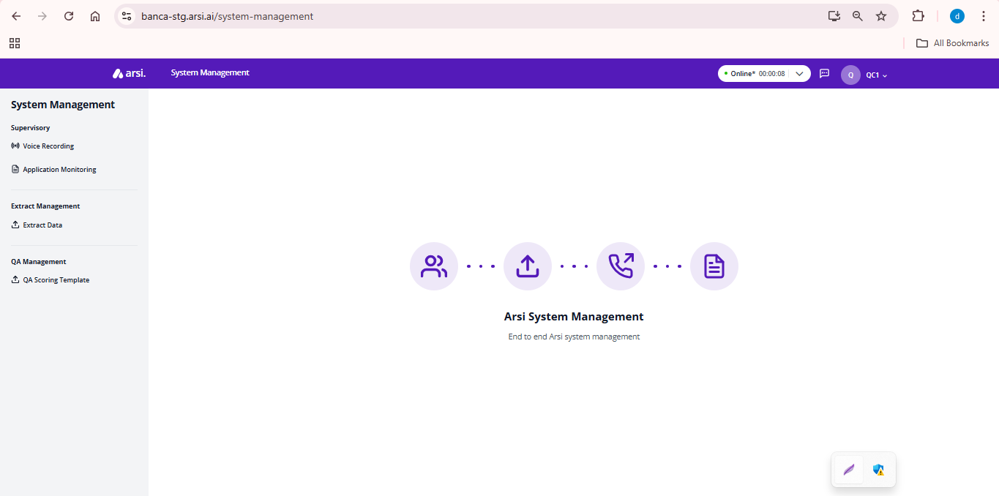 banca-stg.arsi.ai/system-management
d
All Bookmarks
arsi.
System Management
Online* 00:00:08
Q
QC1
System Management
Supervisory
Voice Recording
Application Monitoring
Extract Management
Extract Data
QA Management
QA Scoring Template
Arsi System Management
End to end Arsi system management